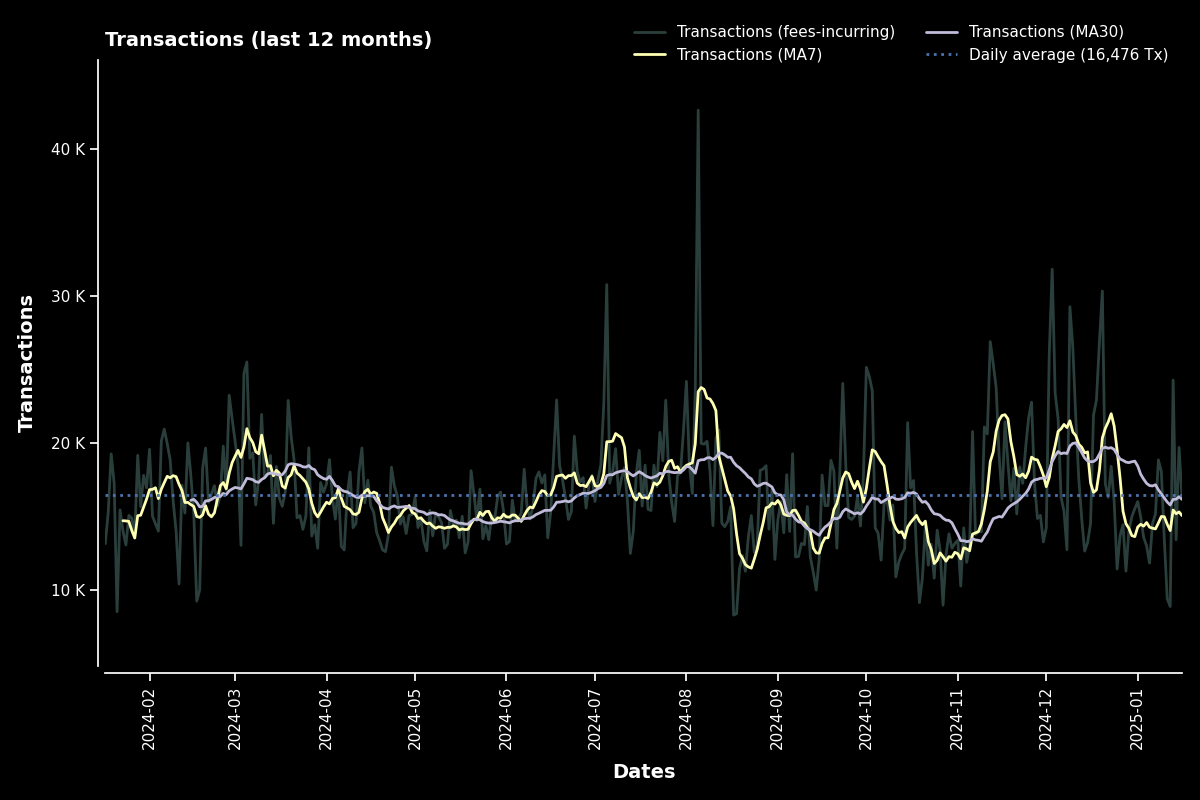 Transactions (last 12 months)
Transactions (fees-incurring)
Transactions (MA7)
Transactions (MA30)
Daily average (16,476 Tx)
Transactions
40 K
30 K
20 K
10 K
2024-02
2024-03
2024-04
2024-05
2024-06
2024-07
2024-08
2024-09
2024-10
2024-11
2024-12
2025-01
Dates